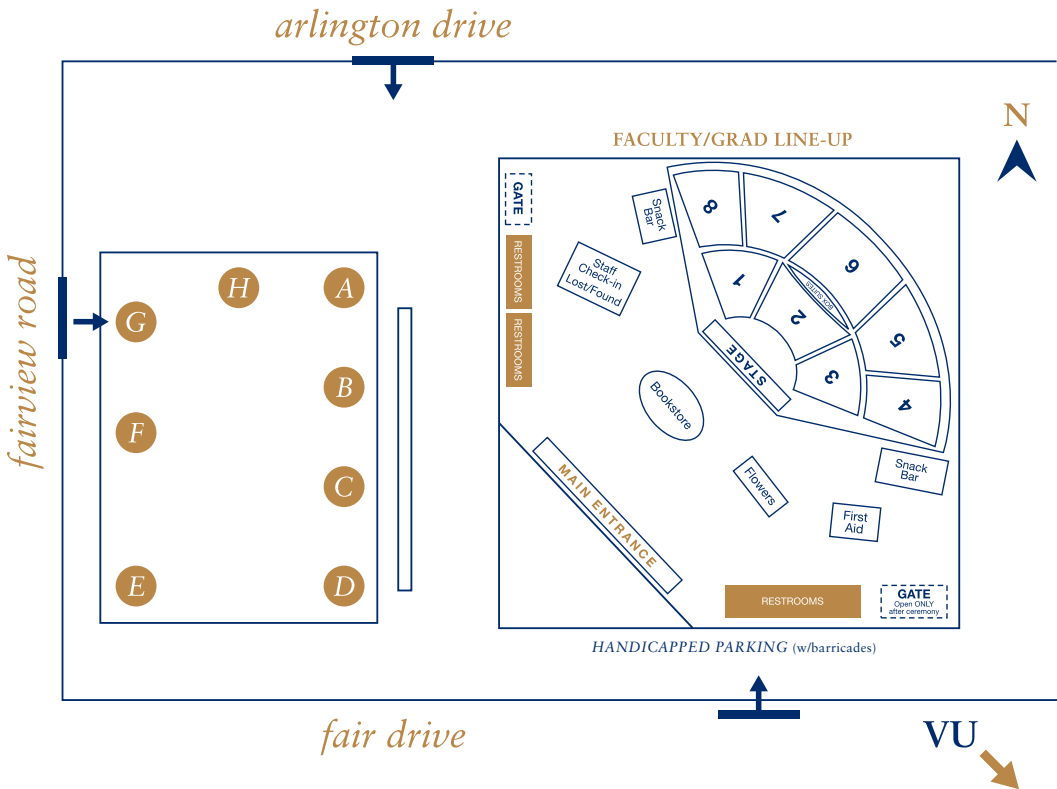 arlington drive
N
FACULTY/GRAD LINE-UP
GATE
RESTROOMS
RESTROOMS
Snack
Bar
Staff
Check-in
Lost/Found
8
7
6
5
4
1
2
3
BOX SUITES
STAGE
Bookstore
MAIN ENTRANCE
Flowers
Snack
Bar
First
Aid
RESTROOMS
GATE
Open ONLY
after ceremony
HANDICAPPED PARKING (w/barricades)
fairview road
H
A
G
B
F
C
E
D
fair drive
VU